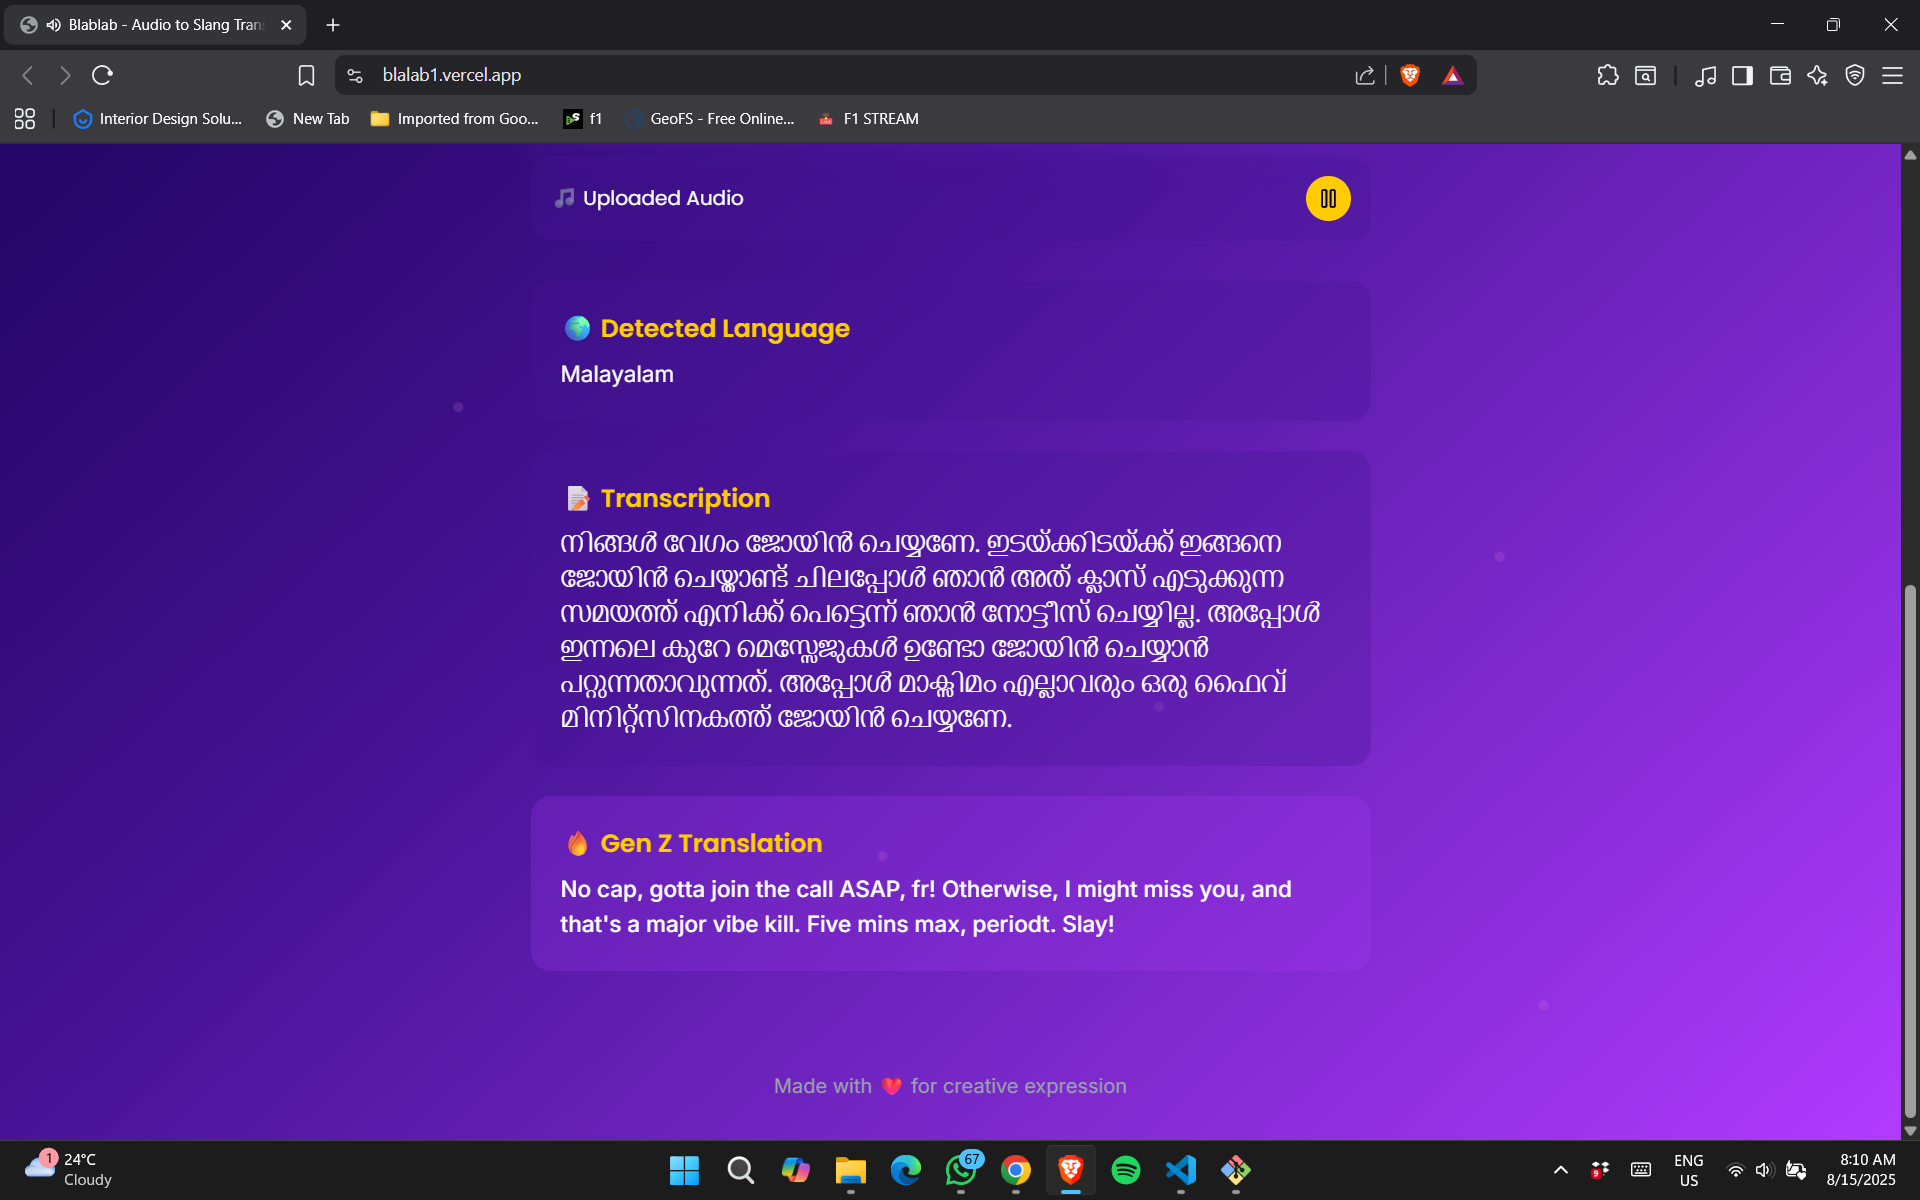 Blablab - Audio to Slang Trans
blalab1.vercel.app
Interior Design Solu...
New Tab
Imported from Goo...
f1
GeoFS - Free Online...
F1 STREAM
Uploaded Audio
Detected Language
Malayalam
Transcription
നിങ്ങൾ വേഗം ജോയിൻ ചെയ്യണേ. ഇടയ്ക്കിടയ്ക്ക് ഇങ്ങനെ
ജോയിൻ ചെയ്താണ്ട് ചിലപ്പോൾ ഞാൻ അത് ക്ലാസ് എടുക്കുന്ന
സമയത്ത് എനിക്ക് പെട്ടെന്ന് ഞാൻ നോട്ടീസ് ചെയ്യില്ല. അപ്പോൾ
ഇന്നലെ കുറേ മെസ്സേജുകൾ ഉണ്ടോ ജോയിൻ ചെയ്യാൻ
പറ്റുന്നതാവുന്നത്. അപ്പോൾ മാക്സിമം എല്ലാവരും ഒരു ഫൈവ്
മിനിറ്റ്സിനകത്ത് ജോയിൻ ചെയ്യണേ.
Gen Z Translation
No cap, gotta join the call ASAP, fr! Otherwise, I might miss you, and
that's a major vibe kill. Five mins max, periodt. Slay!
Made with ❤️ for creative expression
1
24°C
Cloudy
67
9
ENG
US
8:10 AM
8/15/2025